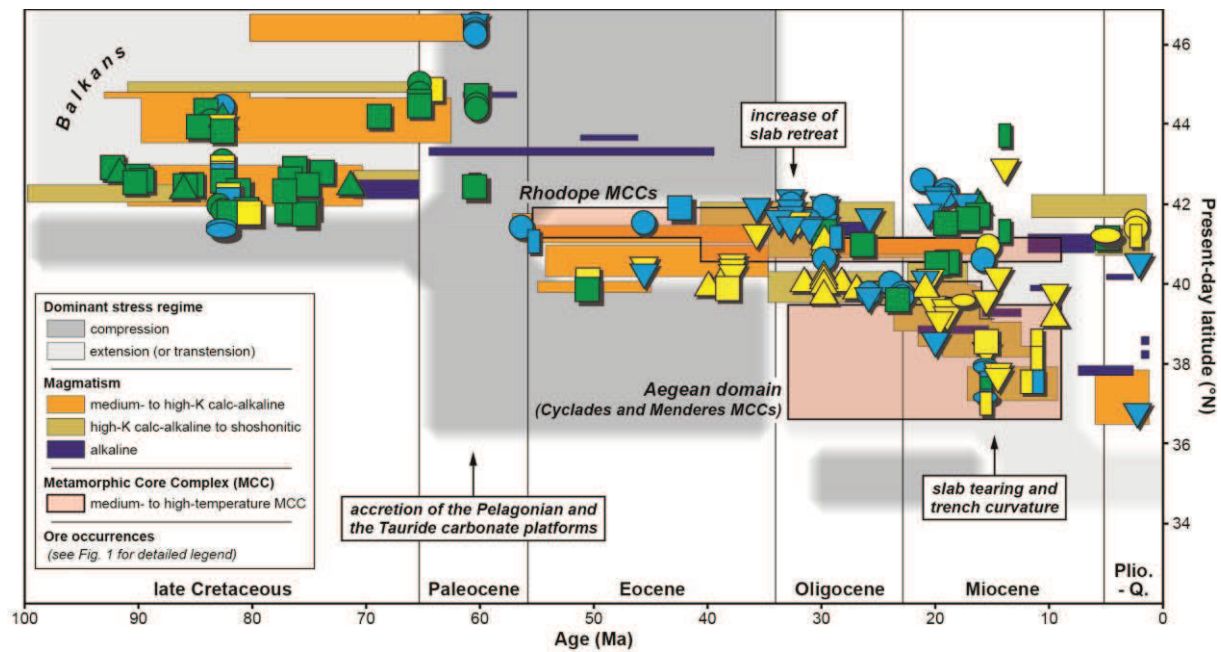 Balkans
increase of
slab retreat
Rhodope MCCs
Aegean domain
(Cyclades and Menderes MCCs)
accretion of the Pelagonian and
the Tauride carbonate platforms
slab tearing and
trench curvature
Dominant stress regime
compression
extension (or transtension)
Magmatism
medium- to high-K calc-alkaline
high-K calc-alkaline to shoshonitic
alkaline
Metamorphic Core Complex (MCC)
medium- to high-temperature MCC
Ore occurrences
(see Fig. 1 for detailed legend)
late Cretaceous
Paleocene
Eocene
Oligocene
Miocene
Plio.
- Q.
100 90 80 70 60 50 40 30 20 10 0
Age (Ma)
46
44
42
40
38
36
34
Present-day latitude (°N)